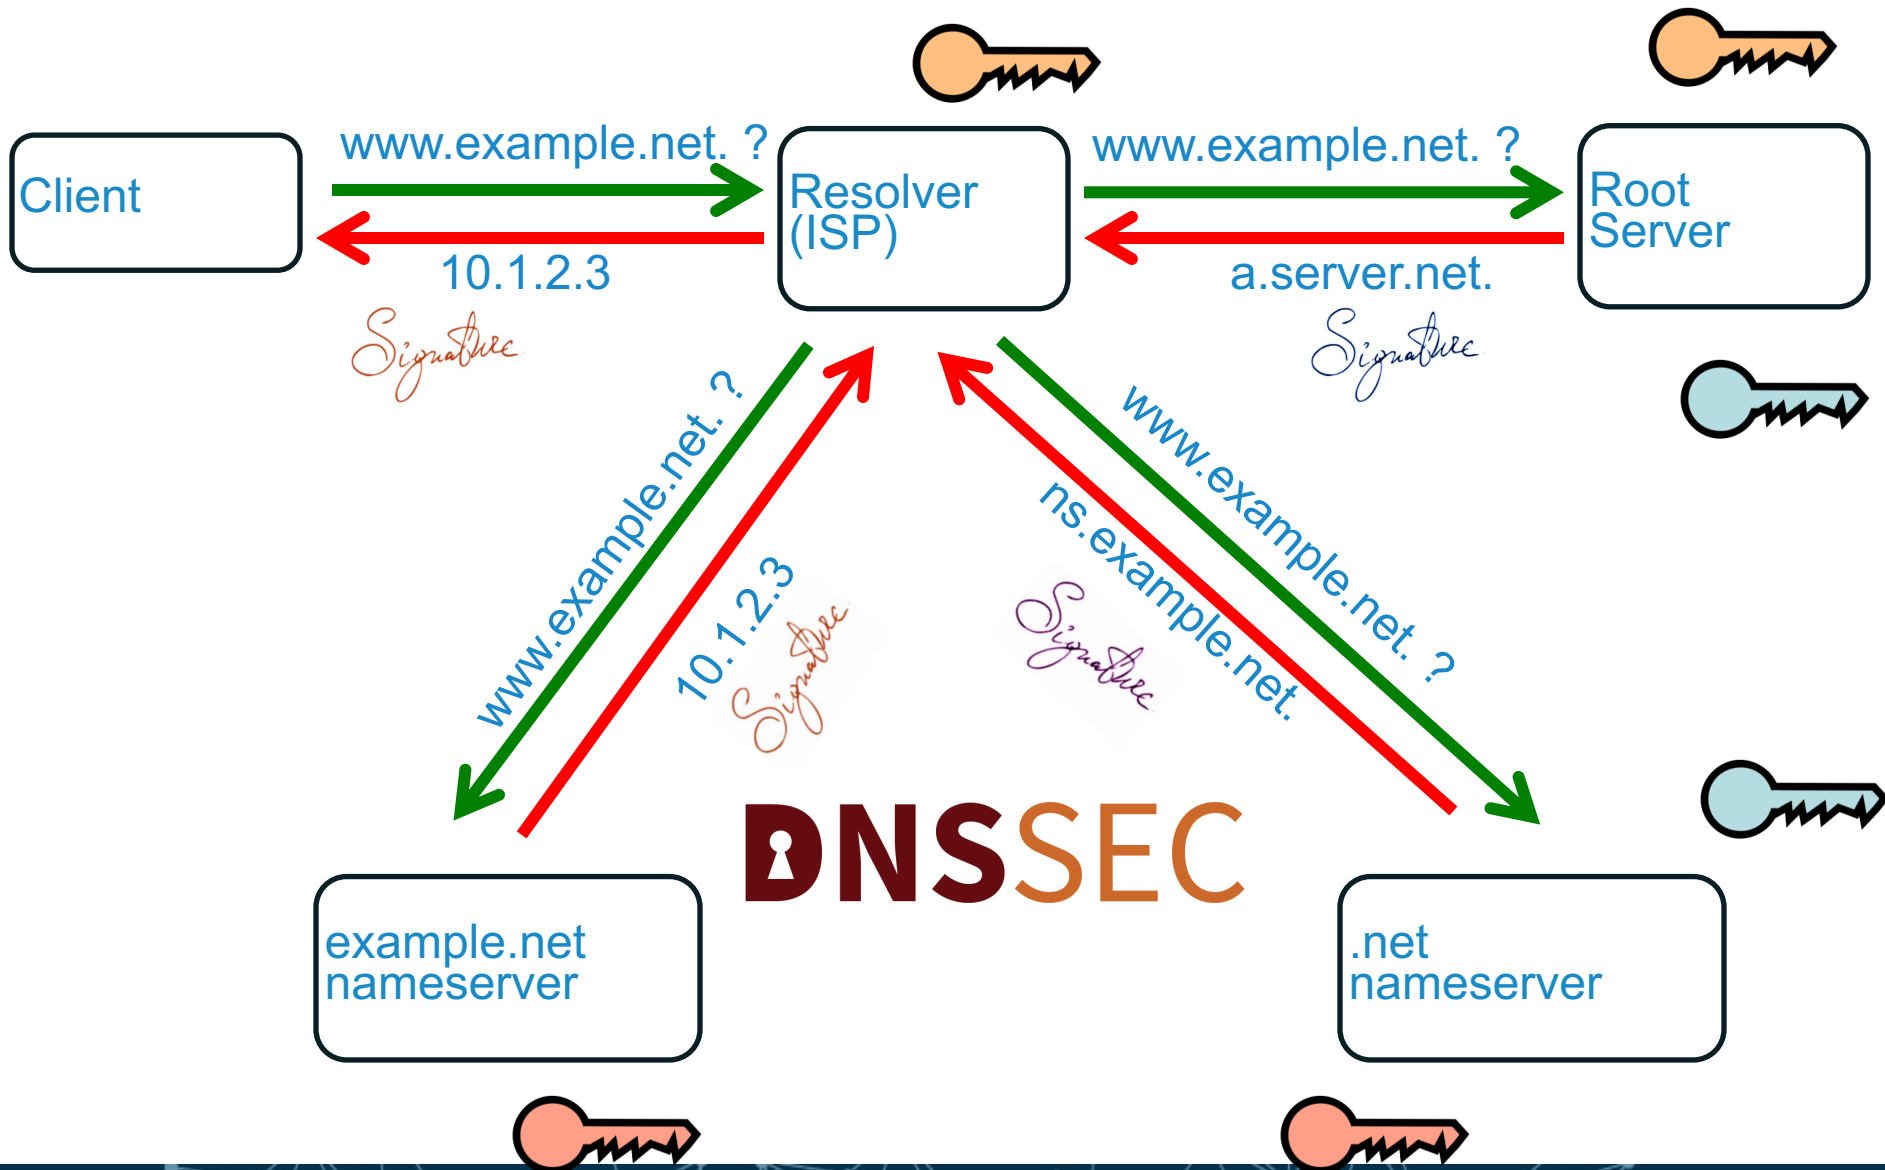 www.example.net. ?
www.example.net. ?
Client
Resolver
(ISP)
Root
Server
10.1.2.3
a.server.net.
Signature
Signature
www.example.net. ?
10.1.2.3
Signature
www.example.net. ?
ns.example.net.
Signature
DNSSEC
example.net
nameserver
.net
nameserver